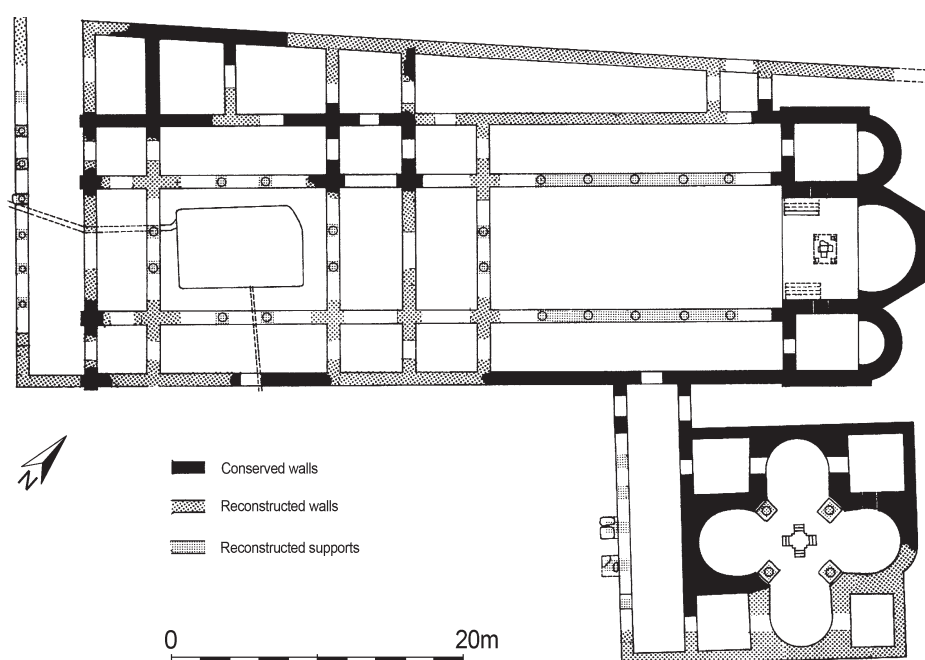 N
Conserved walls
Reconstructed walls
Reconstructed supports
0 20m